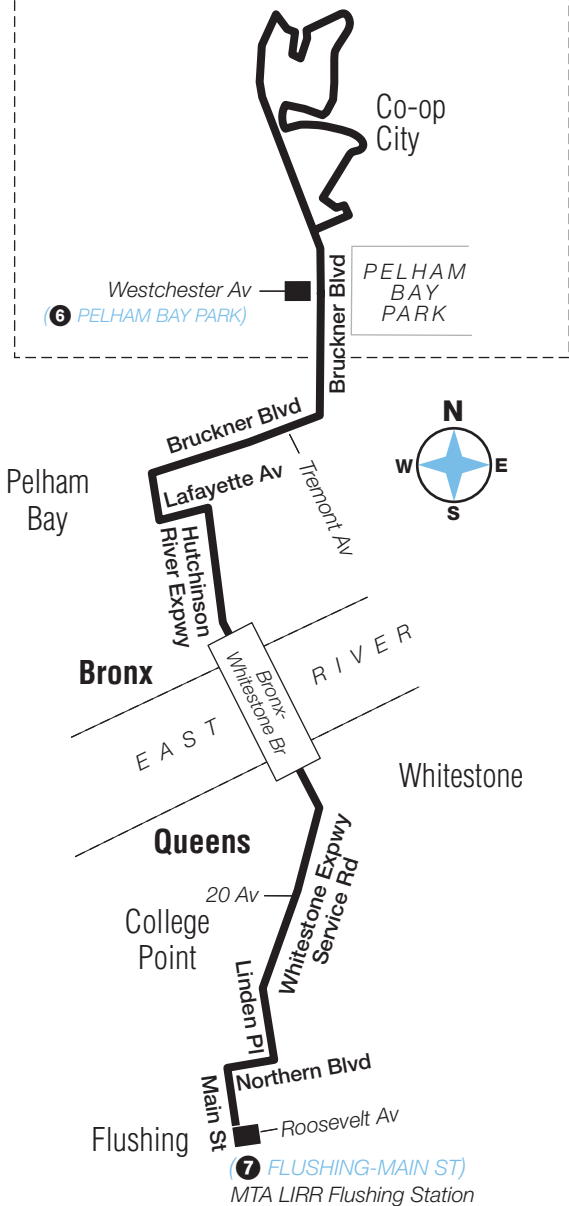 Co-op
City
PELHAM
BAY
PARK
Westchester Av
(6 PELHAM BAY PARK)
Bruckner Blvd
Bruckner Blvd
Tremont Av
N
W E
S
Pelham
Bay
Lafayette Av
Hutchinson
River Expwy
Bronx
Bronx-
Whitestone Br
EAST RIVER
Whitestone
Queens
20 Av
Whitestone Expwy
Service Rd
College
Point
Linden Pl
Northern Blvd
Main St
Flushing
Roosevelt Av
(7 FLUSHING-MAIN ST)
MTA LIRR Flushing Station